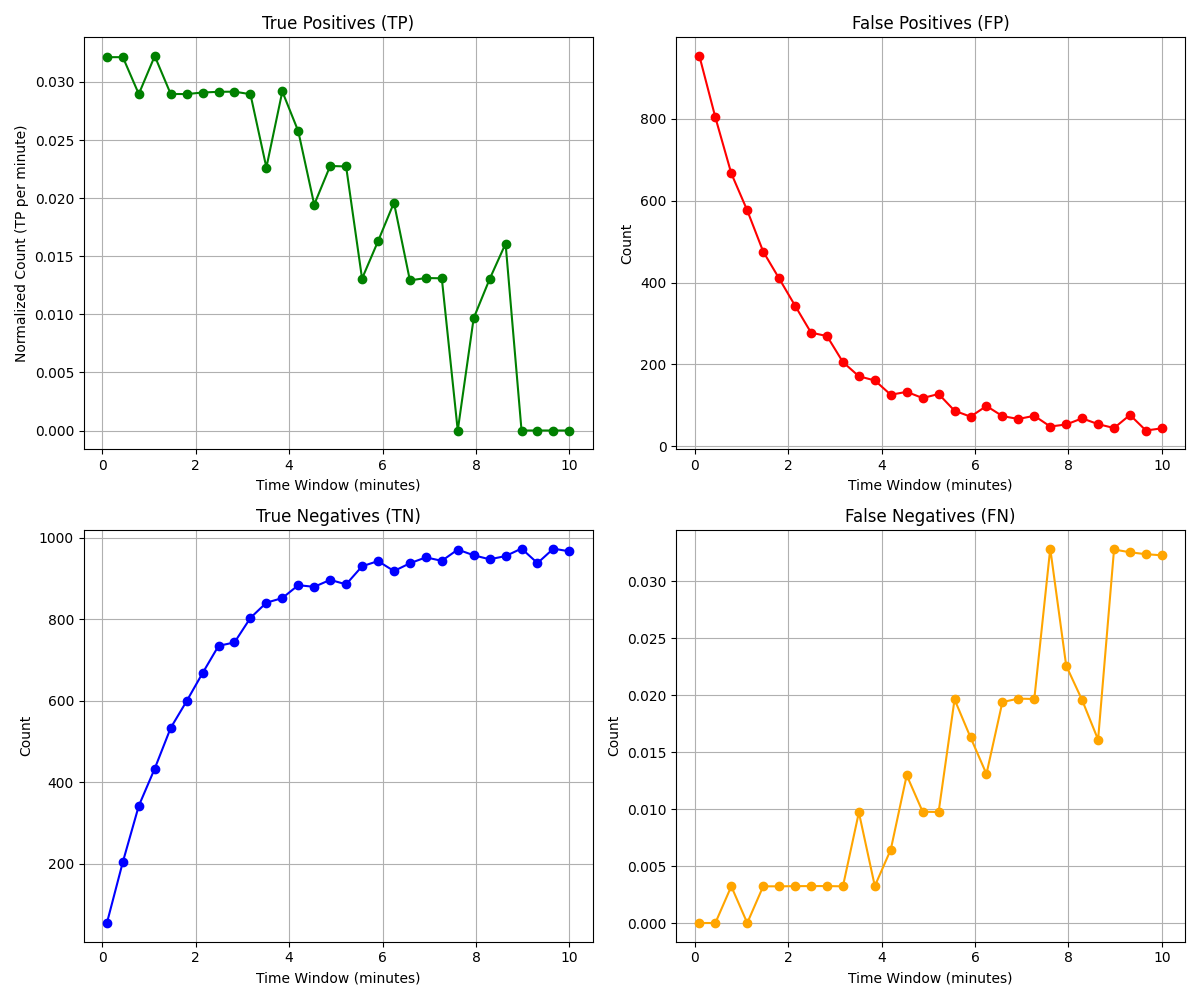 True Positives (TP)
Normalized Count (TP per minute)
0.030
0.025
0.020
0.015
0.010
0.005
0.000
0 2 4 6 8 10
Time Window (minutes)
False Positives (FP)
Count
800
600
400
200
0
0 2 4 6 8 10
Time Window (minutes)
True Negatives (TN)
Count
1000
800
600
400
200
0 2 4 6 8 10
Time Window (minutes)
False Negatives (FN)
Count
0.030
0.025
0.020
0.015
0.010
0.005
0.000
0 2 4 6 8 10
Time Window (minutes)